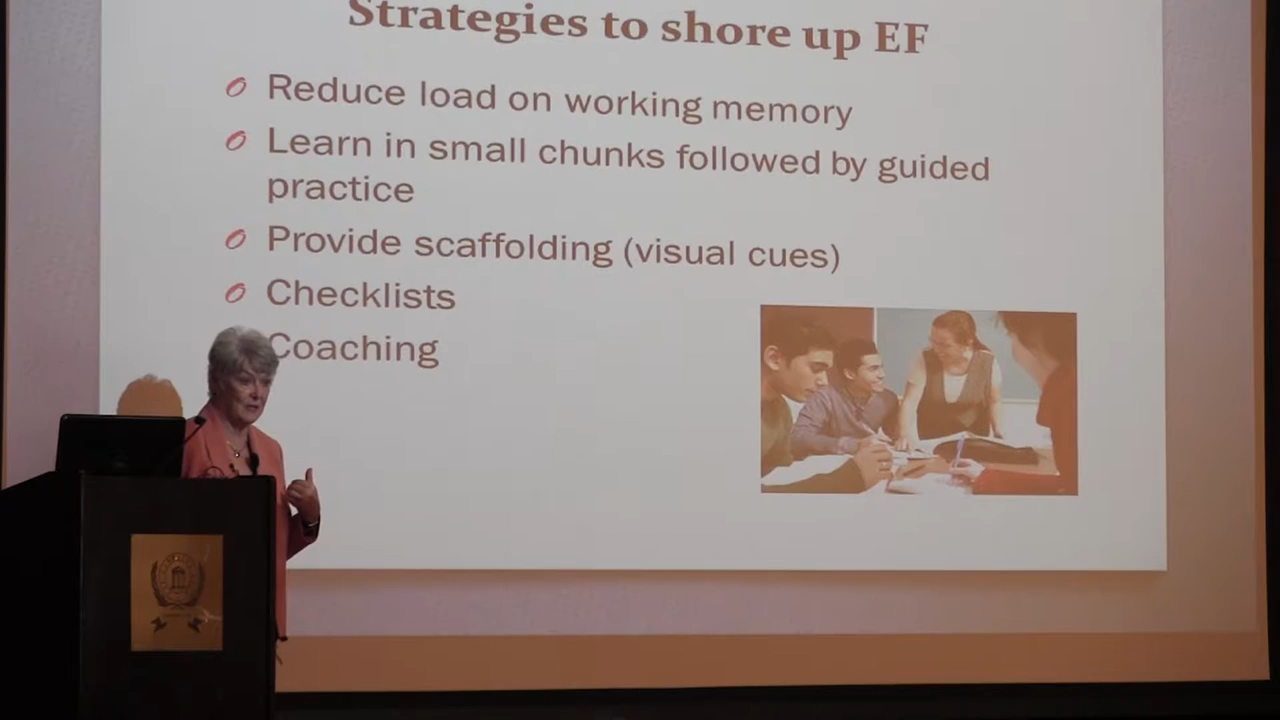 Strategies to shore up EF
Reduce load on working memory
Learn in small chunks followed by guided
practice
Provide scaffolding (visual cues)
Checklists
Coaching